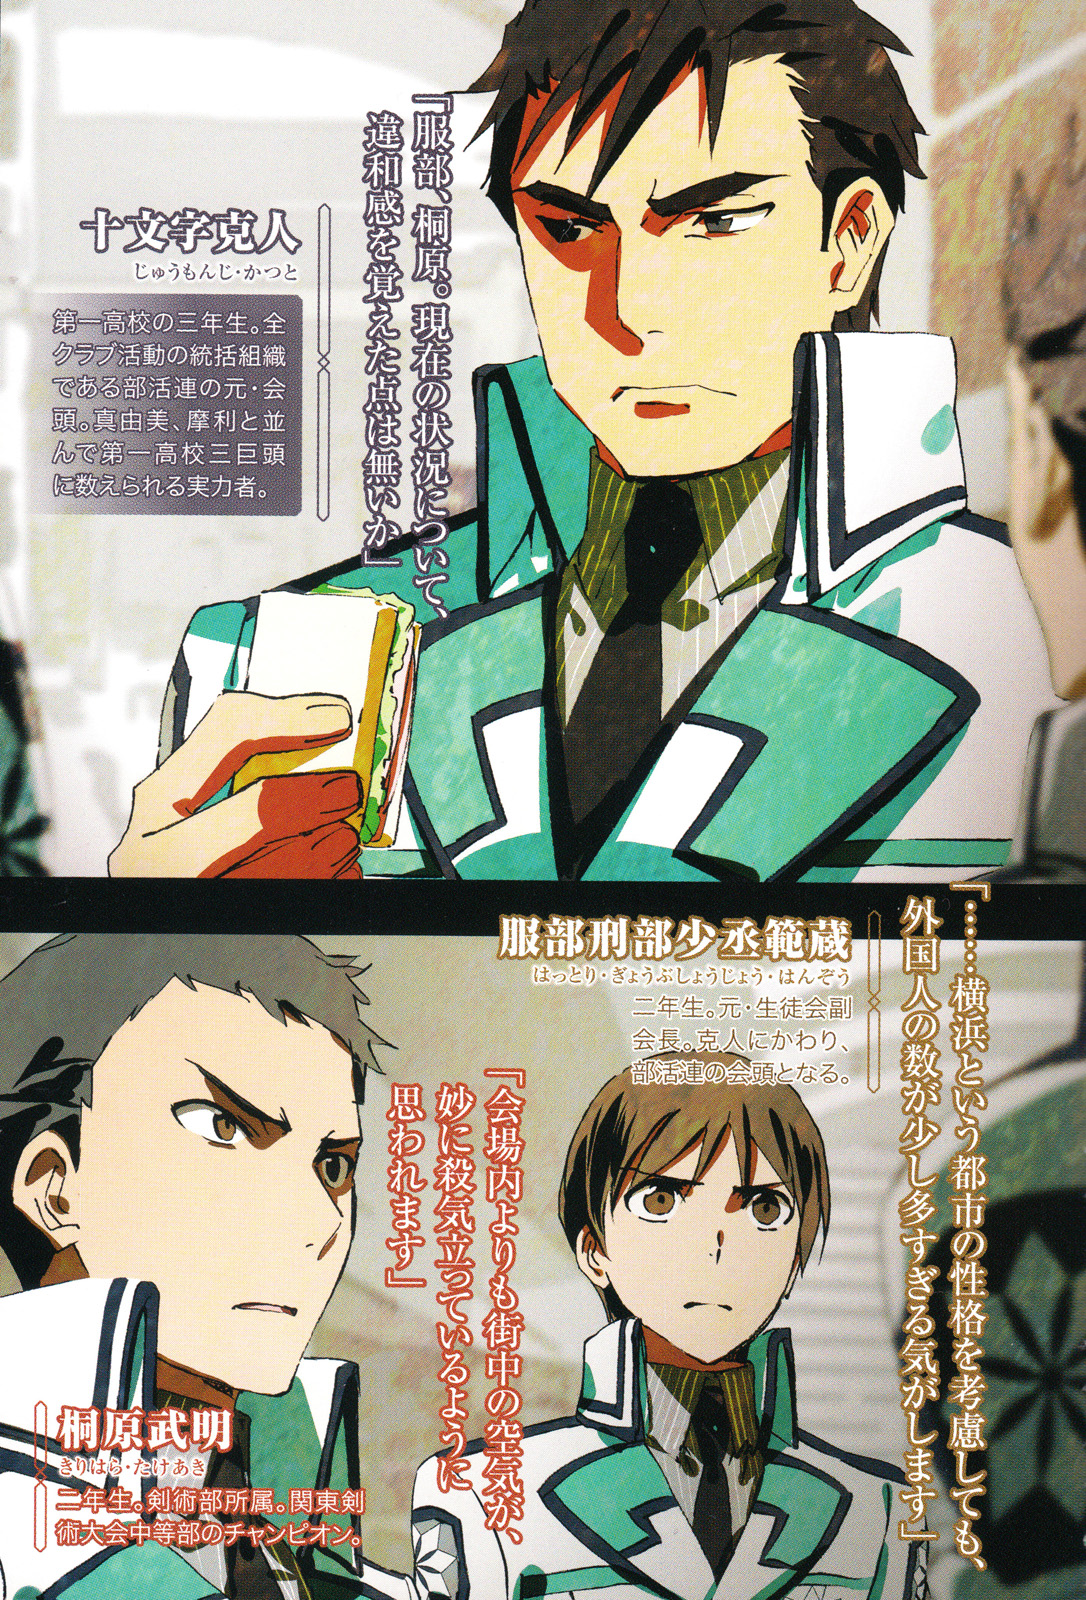 「服部、桐原。現在の状況について、
違和感を覚えた点は無いか」
十文字克人
じゅうもんじ・かつと
第一高校の三年生。全
クラブ活動の統括組織
である部活連の元・会
頭。真由美、摩利と並
んで第一高校三巨頭
に数えられる実力者。
「……横浜という都市の性格を考慮しても、
外国人の数が少し多すぎる気がします」
服部刑部少丞範蔵
はっとり・ぎょうぶしょうじょう・はんぞう
二年生。元・生徒会副
会長。克人にかわり、
部活連の会頭となる。
「会場内よりも街中の空気が、
妙に殺気立っているように
思われます」
桐原武明
きりはら・たけあき
二年生。剣術部所属。関東剣
術大会中等部のチャンピオン。